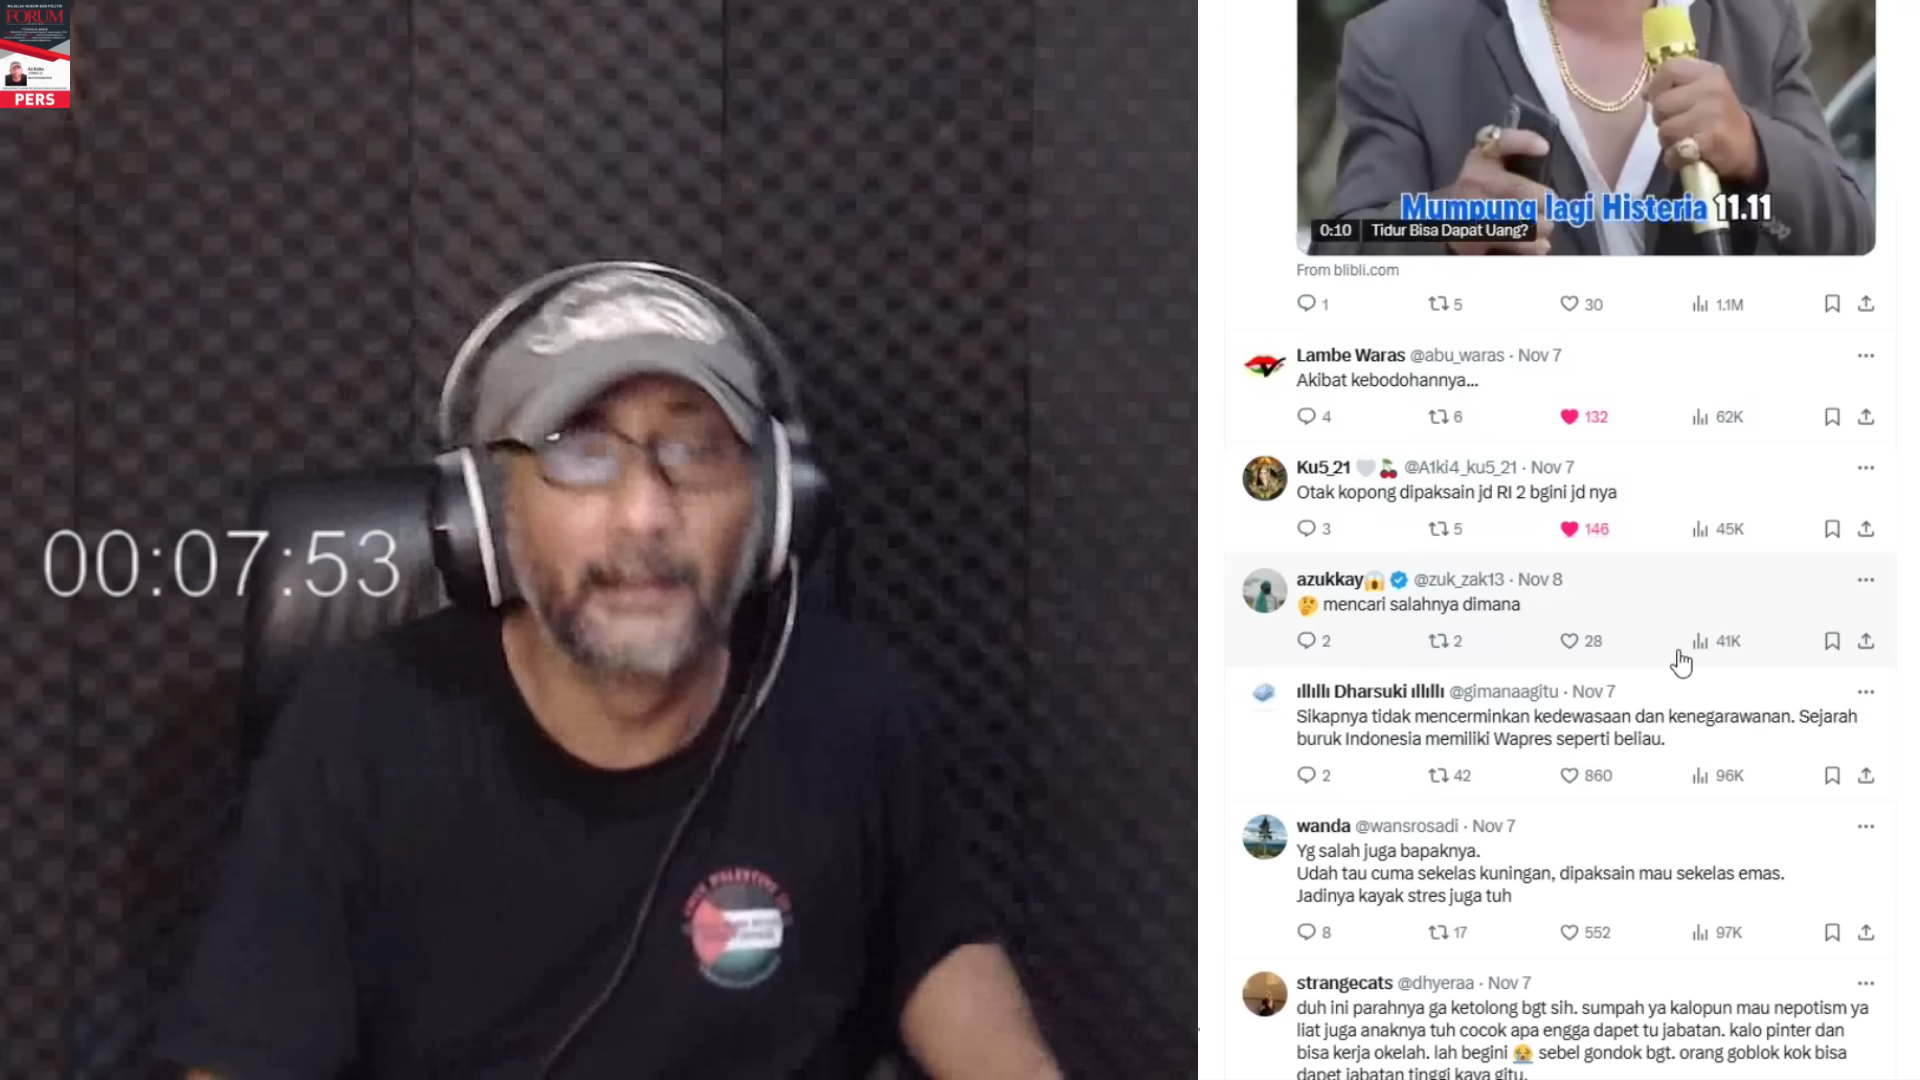 FORUM
PERS
00:07:53
PALESTINE
Mumpung lagi Histeria 11.11
0:10 | Tidur Bisa Dapat Uang?
From blibli.com
1 5 30 1.1M
Lambe Waras @abu_waras · Nov 7
Akibat kebodohannya...
4 6 132 62K
Ku5_21 🤍🍒 @A1ki4_ku5_21 · Nov 7
Otak kopong dipaksain jd RI 2 bgini jd nya
3 5 146 45K
azukkay😱 @zuk_zak13 · Nov 8
🤔 mencari salahnya dimana
2 2 28 41K
ıllıllı Dharsuki ıllıllı @gimanaagitu · Nov 7
Sikapnya tidak mencerminkan kedewasaan dan kenegarawanan. Sejarah
buruk Indonesia memiliki Wapres seperti beliau.
2 42 860 96K
wanda @wansrosadi · Nov 7
Yg salah juga bapaknya.
Udah tau cuma sekelas kuningan, dipaksain mau sekelas emas.
Jadinya kayak stres juga tuh
8 17 552 97K
strangecats @dhyeraa · Nov 7
duh ini parahnya ga ketolong bgt sih. sumpah ya kalopun mau nepotism ya
liat juga anaknya tuh cocok apa engga dapet tu jabatan. kalo pinter dan
bisa kerja okelah. lah begini 😭 sebel gondok bgt. orang goblok kok bisa
dapet jabatan tinggi kaya gitu.